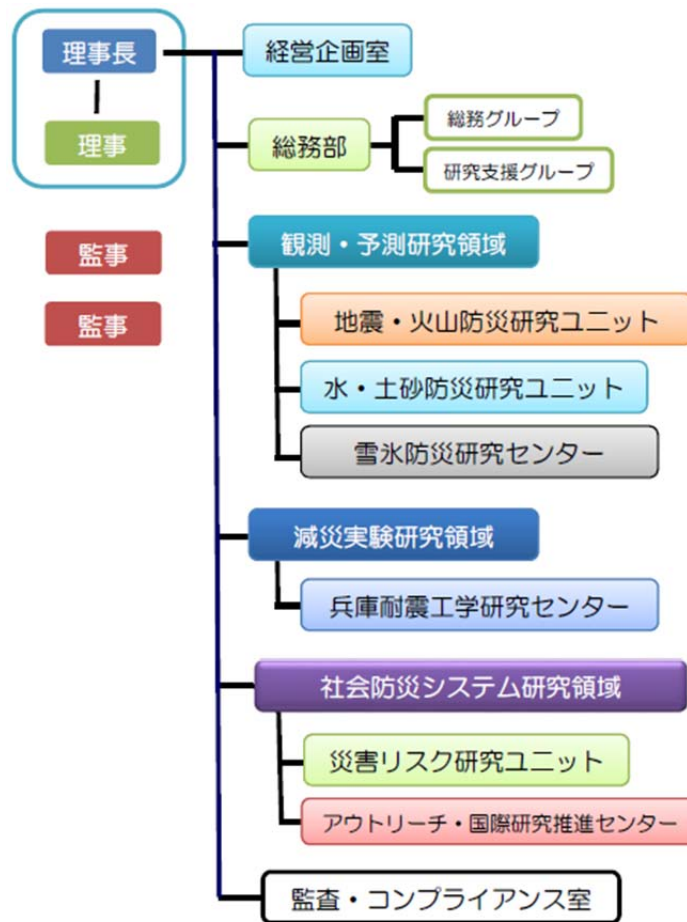 理事長
理事
監事
監事
経営企画室
総務部
総務グループ
研究支援グループ
観測・予測研究領域
地震・火山防災研究ユニット
水・土砂防災研究ユニット
雪氷防災研究センター
減災実験研究領域
兵庫耐震工学研究センター
社会防災システム研究領域
災害リスク研究ユニット
アウトリーチ・国際研究推進センター
監査・コンプライアンス室